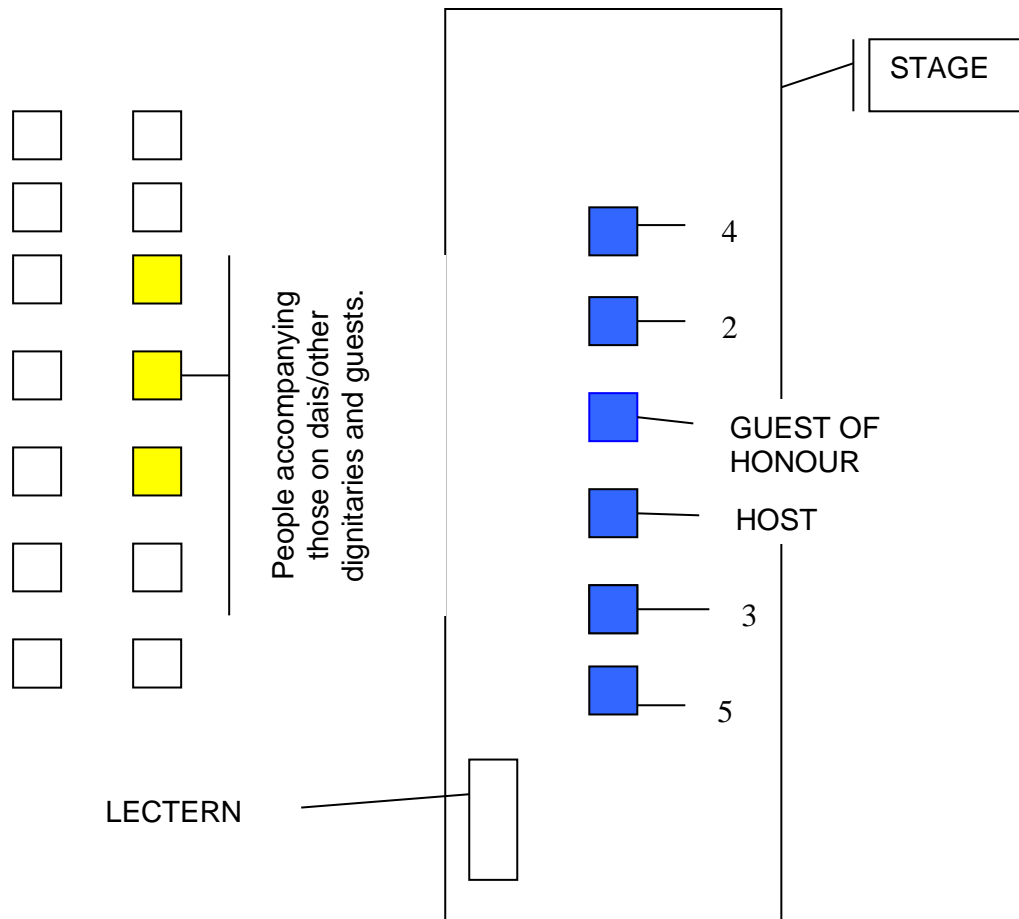 STAGE
4
2
People accompanying
those on dais/other
dignitaries and guests.
GUEST OF
HONOUR
HOST
3
5
LECTERN